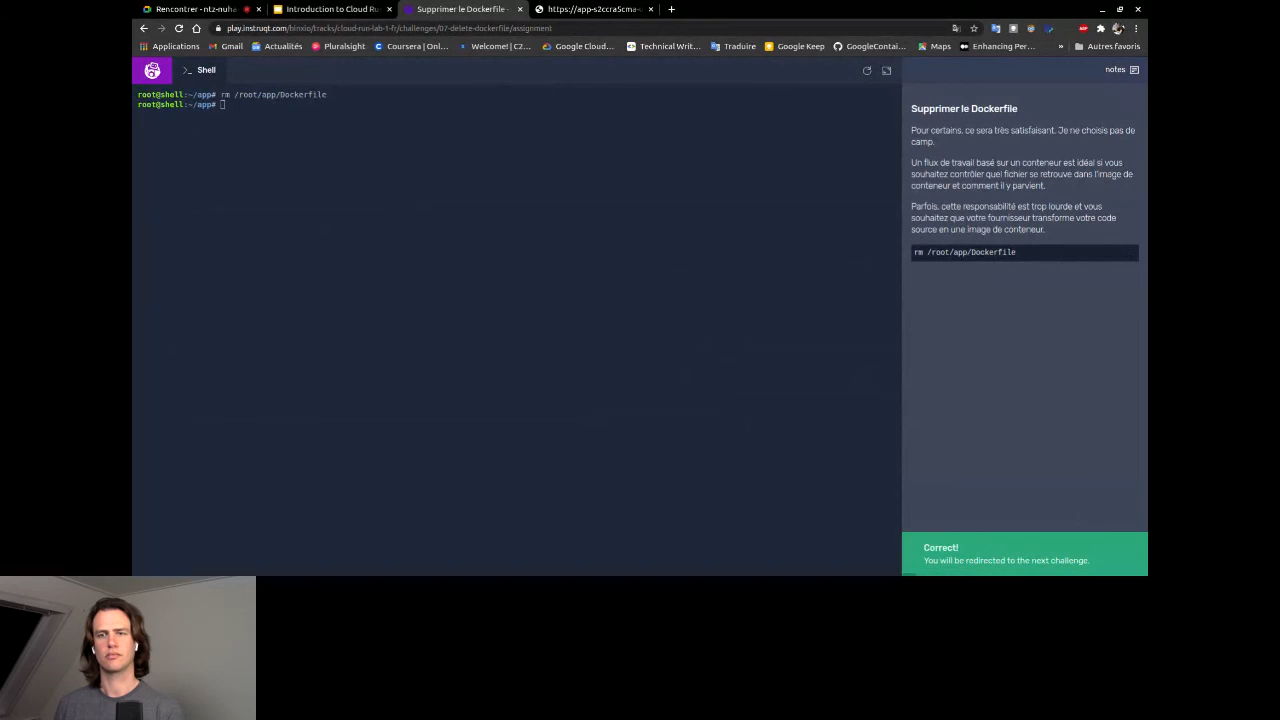 Rencontrer - ntz-nuha
Introduction to Cloud Run
Supprimer le Dockerfile -
https://app-s2ccra5cma-u
play.instruqt.com/binxio/tracks/cloud-run-lab-1-fr/challenges/07-delete-dockerfile/assignment
Applications
Gmail
Actualités
Pluralsight
Coursera | Onl...
Welcome! | C2...
Google Cloud...
Technical Writ...
Traduire
Google Keep
GoogleContai...
Maps
Enhancing Per...
»
Autres favoris
>_ Shell
notes
root@shell:~/app# rm /root/app/Dockerfile
root@shell:~/app#
Supprimer le Dockerfile
Pour certains, ce sera très satisfaisant. Je ne choisis pas de
camp.
Un flux de travail basé sur un conteneur est idéal si vous
souhaitez contrôler quel fichier se retrouve dans l'image de
conteneur et comment il y parvient.
Parfois, cette responsabilité est trop lourde et vous
souhaitez que votre fournisseur transforme votre code
source en une image de conteneur.
rm /root/app/Dockerfile
Correct!
You will be redirected to the next challenge.